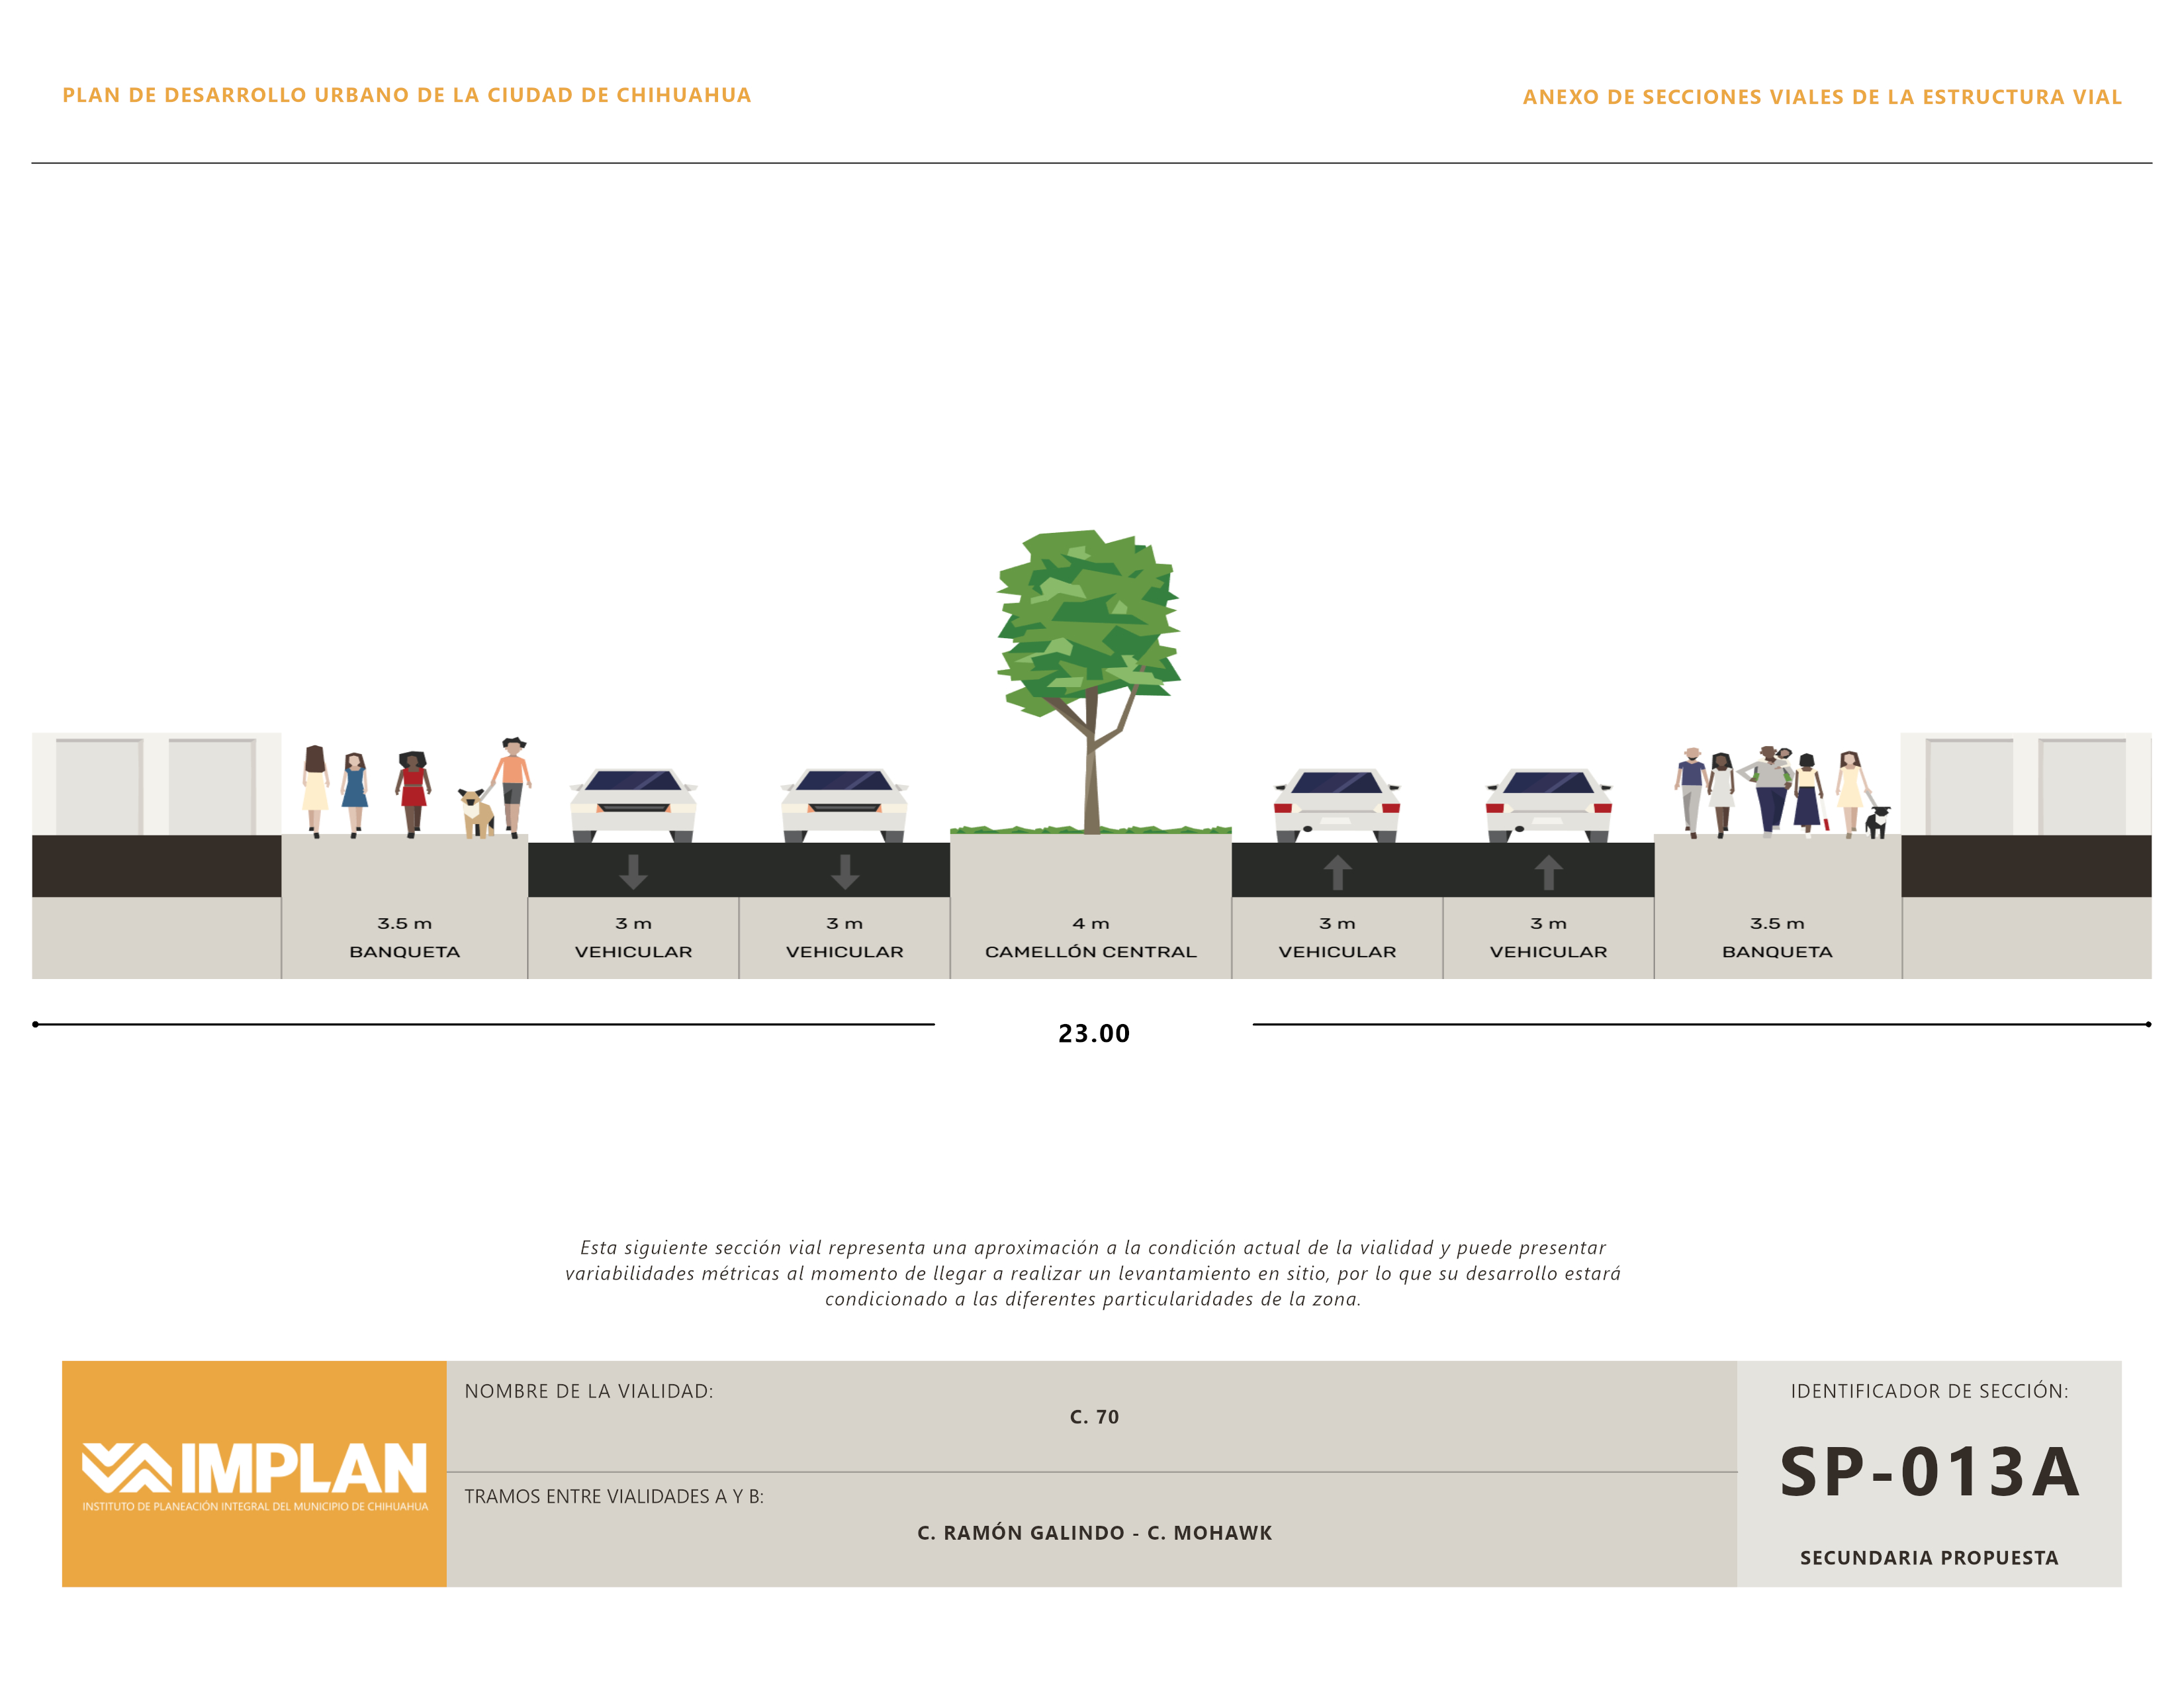 PLAN DE DESARROLLO URBANO DE LA CIUDAD DE CHIHUAHUA
ANEXO DE SECCIONES VIALES DE LA ESTRUCTURA VIAL
3.5 m
BANQUETA
3 m
VEHICULAR
3 m
VEHICULAR
4 m
CAMELLÓN CENTRAL
3 m
VEHICULAR
3 m
VEHICULAR
3.5 m
BANQUETA
23.00
Esta siguiente sección vial representa una aproximación a la condición actual de la vialidad y puede presentar
variabilidades métricas al momento de llegar a realizar un levantamiento en sitio, por lo que su desarrollo estará
condicionado a las diferentes particularidades de la zona.
IMPLAN
INSTITUTO DE PLANEACIÓN INTEGRAL DEL MUNICIPIO DE CHIHUAHUA
NOMBRE DE LA VIALIDAD:
C. 70
TRAMOS ENTRE VIALIDADES A Y B:
C. RAMÓN GALINDO - C. MOHAWK
IDENTIFICADOR DE SECCIÓN:
SP-013A
SECUNDARIA PROPUESTA